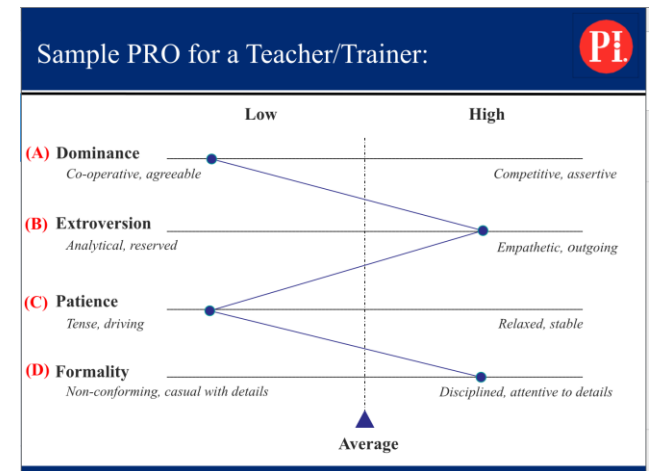 Sample PRO for a Teacher/Trainer:
PI.
Low High
(A) Dominance
Co-operative, agreeable Competitive, assertive
(B) Extroversion
Analytical, reserved Empathetic, outgoing
(C) Patience
Tense, driving Relaxed, stable
(D) Formality
Non-conforming, casual with details Disciplined, attentive to details
Average